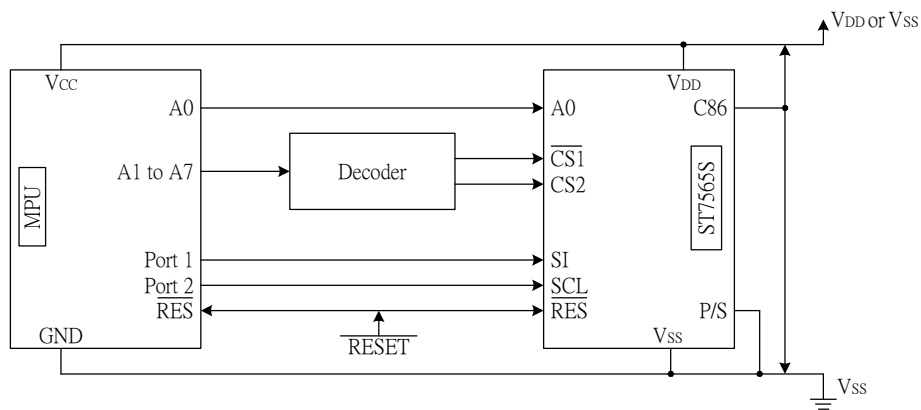 VDD or VSS
VCC
VDD
A0
A0
C86
CS1
A1 to A7
Decoder
CS2
MPU
ST7565S
Port 1
SI
Port 2
SCL
RES
RES
P/S
GND
RESET
VSS
VSS